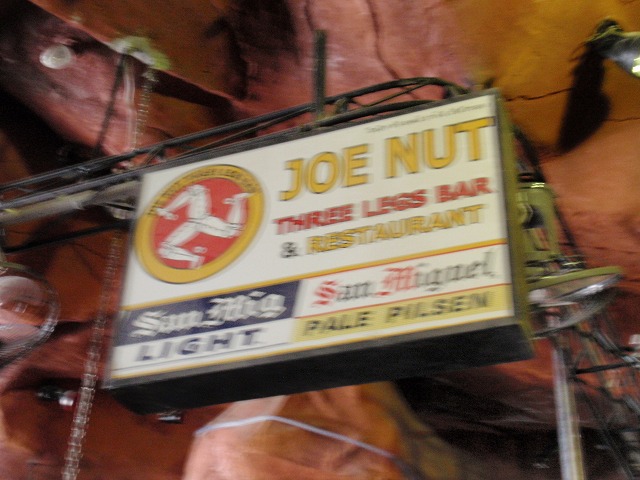 JOE NUT
THREE LEGS BAR
& RESTAURANT
San Mig
LIGHT
San Miguel
PALE PILSEN